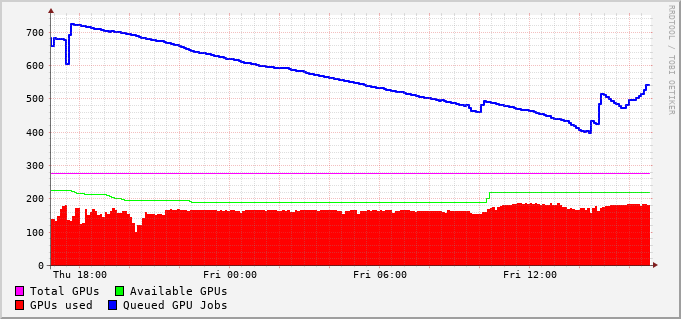 RRDTOOL / TOBI OETIKER
700
600
500
400
300
200
100
0
Thu 18:00 Fri 00:00 Fri 06:00 Fri 12:00
Total GPUs Available GPUs
GPUs used Queued GPU Jobs